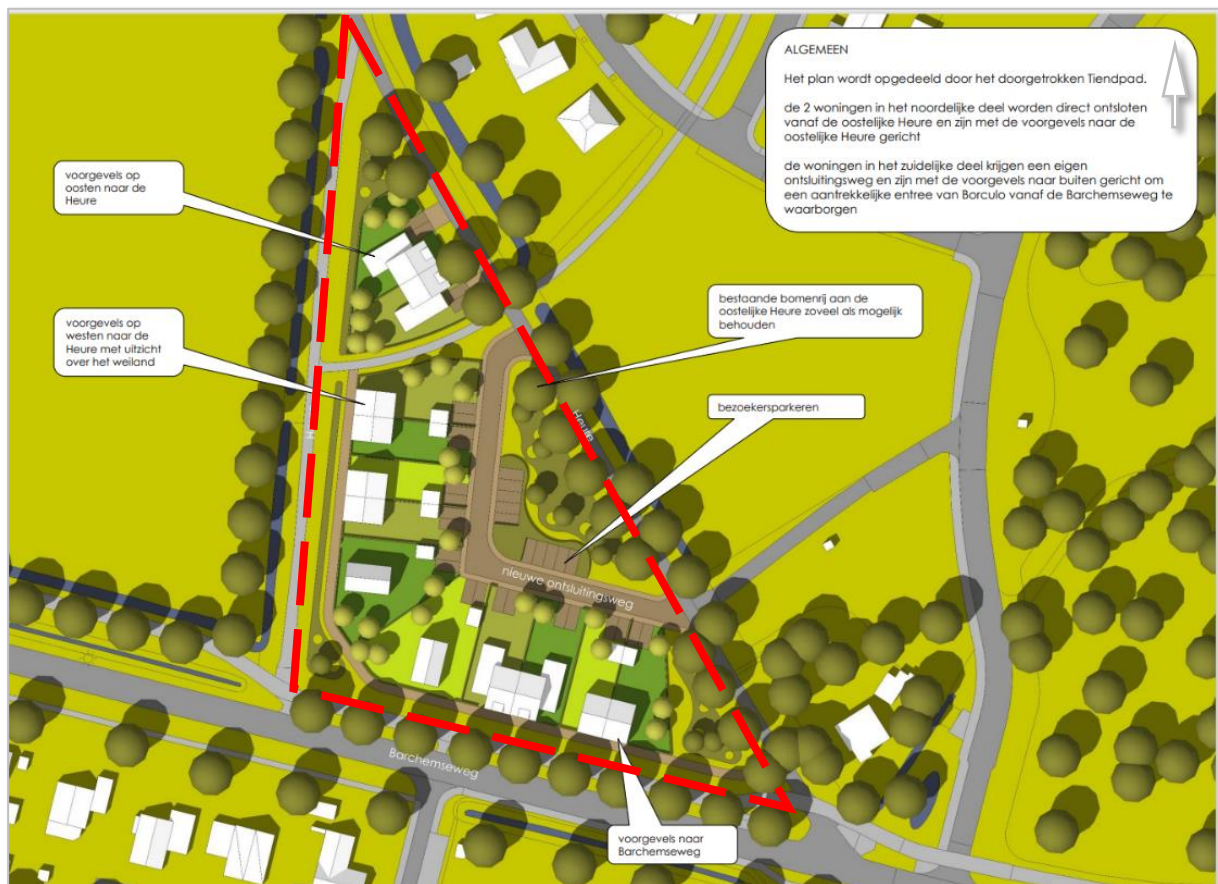 ALGEMEEN
Het plan wordt opgedeeld door het doorgetrokken Tiendpad.
de 2 woningen in het noordelijke deel worden direct ontsloten
vanaf de oostelijke Heure en zijn met de voorgevels naar de
oostelijke Heure gericht
de woningen in het zuidelijke deel krijgen een eigen
ontsluitingsweg en zijn met de voorgevels naar buiten gericht om
een aantrekkelijke entree van Borculo vanaf de Barchemseweg te
waarborgen
voorgevels op
oosten naar de
Heure
voorgevels op
westen naar de
Heure met uitzicht
over het weiland
bestaande bomenrij aan de
oostelijke Heure zoveel als mogelijk
behouden
bezoekersparkeren
Heure
nieuwe ontsluitingsweg
Barchemseweg
voorgevels naar
Barchemseweg